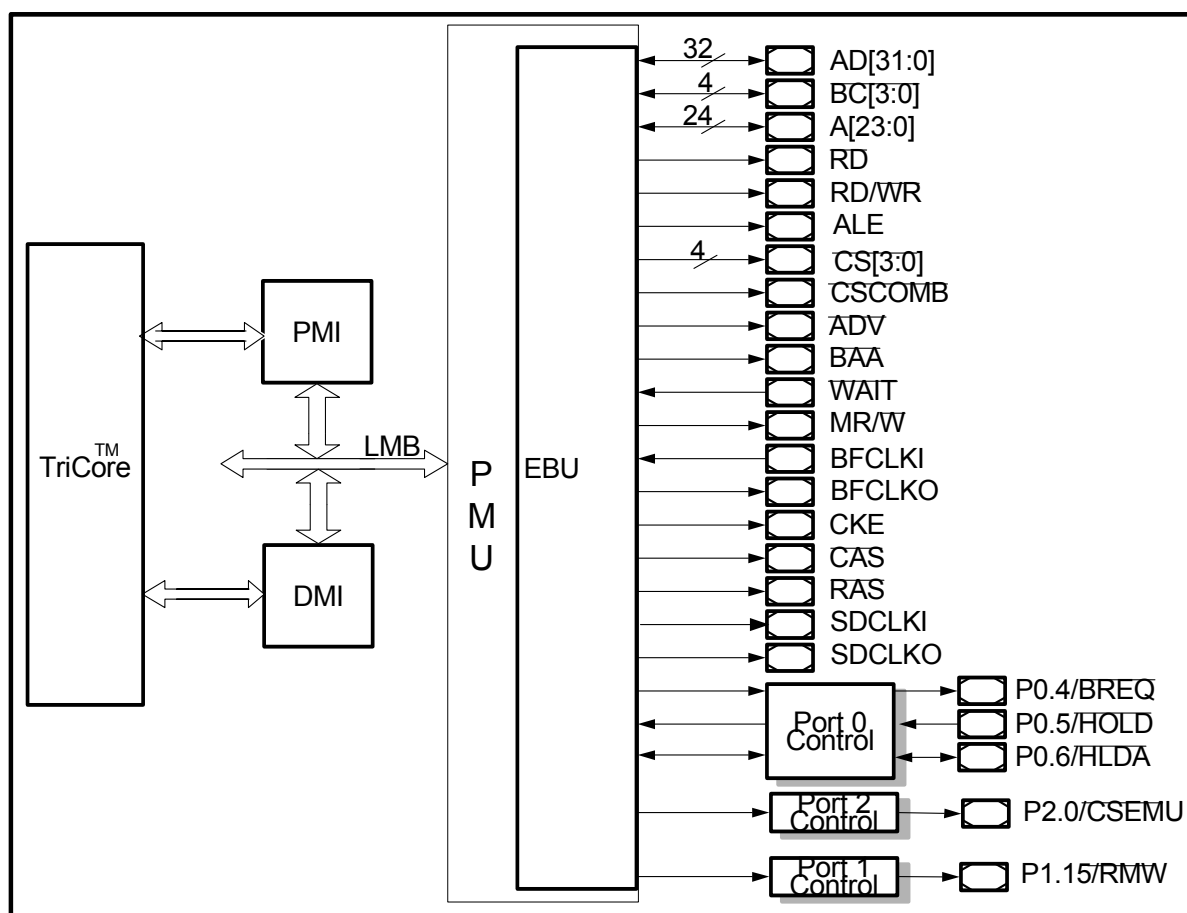 32
AD[31:0]
4
BC[3:0]
24
A[23:0]
RD
RD/WR
ALE
4
CS[3:0]
CSCOMB
ADV
BAA
WAIT
MR/W
BFCLKI
BFCLKO
CKE
CAS
RAS
SDCLKI
SDCLKO
TriCore™
PMI
LMB
DMI
PMU
EBU
Port 0
Control
P0.4/BREQ
P0.5/HOLD
P0.6/HLDA
Port 2
Control
P2.0/CSEMU
Port 1
Control
P1.15/RMW